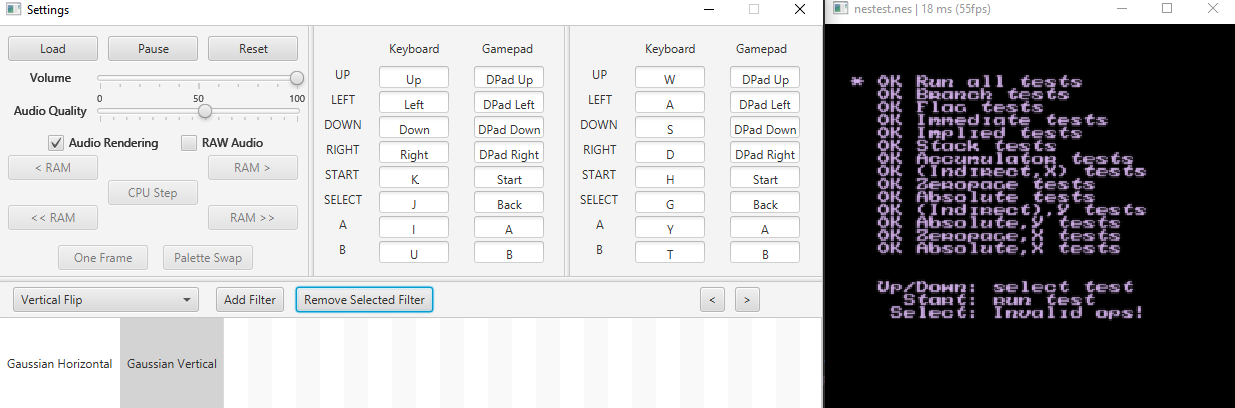 Settings
Load Pause Reset
Volume
0 50 100
Audio Quality
Audio Rendering RAW Audio
< RAM RAM >
CPU Step
<< RAM RAM >>
One Frame Palette Swap
Keyboard Gamepad
UP Up DPad Up
LEFT Left DPad Left
DOWN Down DPad Down
RIGHT Right DPad Right
START K Start
SELECT J Back
A I A
B U B
Keyboard Gamepad
UP W DPad Up
LEFT A DPad Left
DOWN S DPad Down
RIGHT D DPad Right
START H Start
SELECT G Back
A Y A
B T B
Vertical Flip Add Filter Remove Selected Filter < >
Gaussian Horizontal Gaussian Vertical
nestest.nes | 18 ms (55fps)
* OK Run all tests
OK Branch tests
OK Flag tests
OK Immediate tests
OK Implied tests
OK Stack tests
OK Accumulator tests
OK (Indirect,X) tests
OK Zeropage tests
OK Absolute tests
OK (Indirect),Y tests
OK Absolute,Y tests
OK Zeropage,X tests
OK Absolute,X tests
Up/Down: select test
Start: run test
Select: Invalid ops!